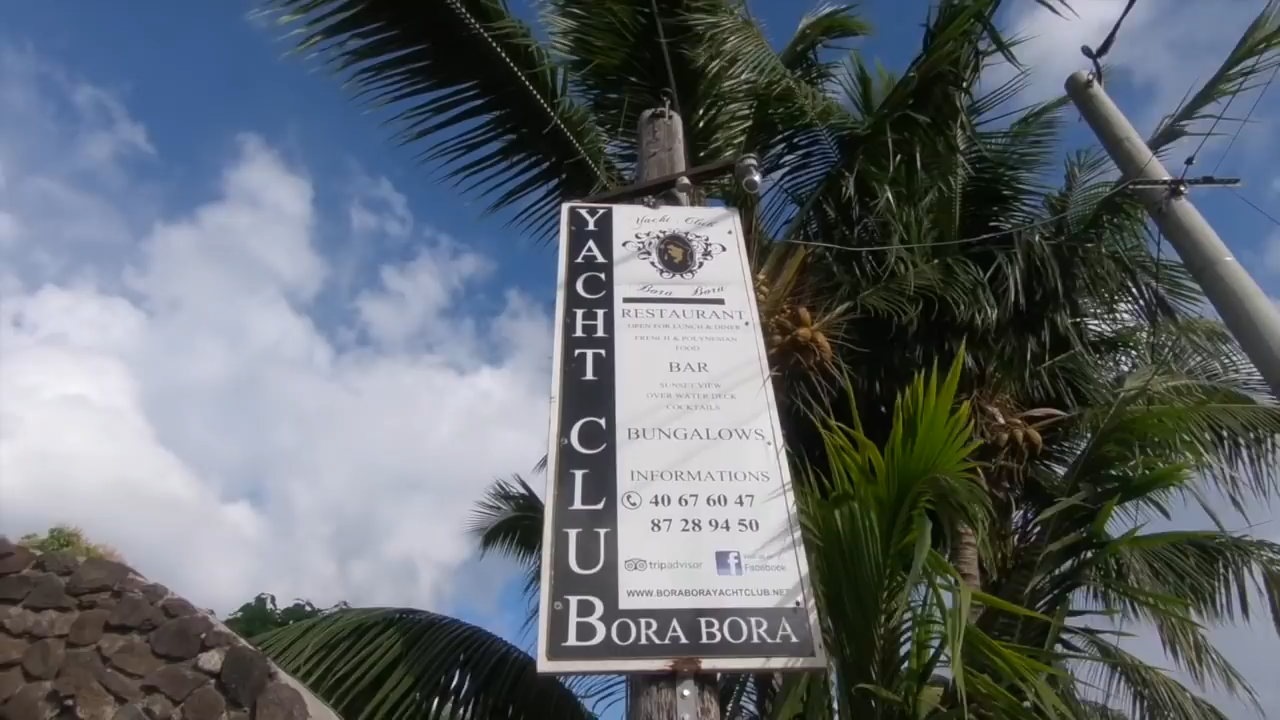 YACHT CLUB
Yacht Club
Bora Bora
RESTAURANT
OPEN FOR LUNCH & DINER
FRENCH & POLYNESIAN
FOOD
BAR
SUNSET VIEW
OVER WATER DECK
COCKTAILS
BUNGALOWS
INFORMATIONS
40 67 60 47
87 28 94 50
tripadvisor
f
Facebook
WWW.BORABORAYACHTCLUB.NET
BORA BORA